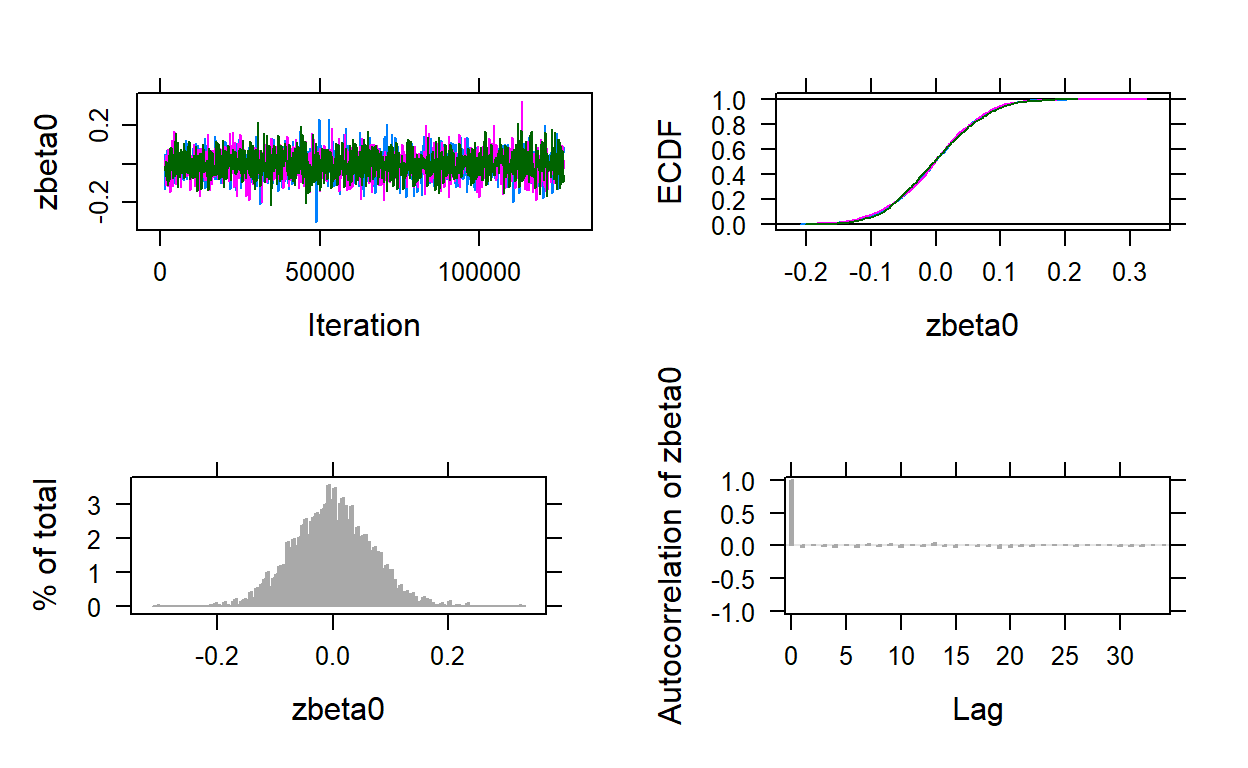 zbeta0
0.2
-0.2
0 50000 100000
Iteration
ECDF
1.0
0.8
0.6
0.4
0.2
0.0
-0.2 -0.1 0.0 0.1 0.2 0.3
zbeta0
% of total
3
2
1
0
-0.2 0.0 0.2
zbeta0
Autocorrelation of zbeta0
1.0
0.5
0.0
-0.5
-1.0
0 5 10 15 20 25 30
Lag